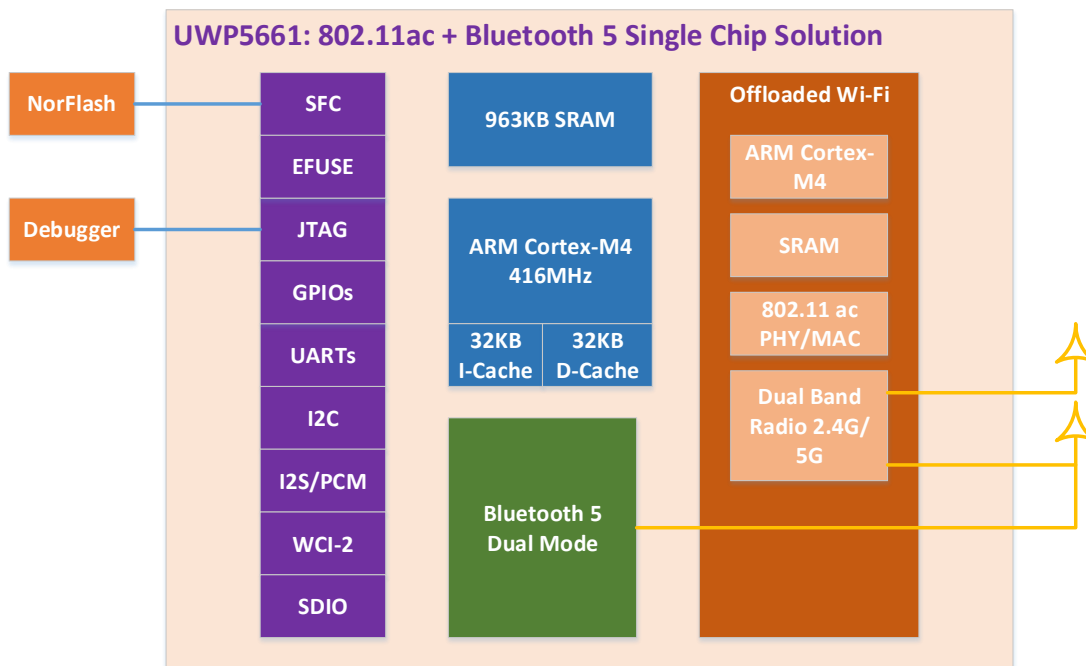 UWP5661: 802.11ac + Bluetooth 5 Single Chip Solution
NorFlash
Debugger
SFC
EFUSE
JTAG
GPIOs
UARTs
I2C
I2S/PCM
WCI-2
SDIO
963KB SRAM
ARM Cortex-M4
416MHz
32KB
I-Cache
32KB
D-Cache
Bluetooth 5
Dual Mode
Offloaded Wi-Fi
ARM Cortex-
M4
SRAM
802.11 ac
PHY/MAC
Dual Band
Radio 2.4G/
5G